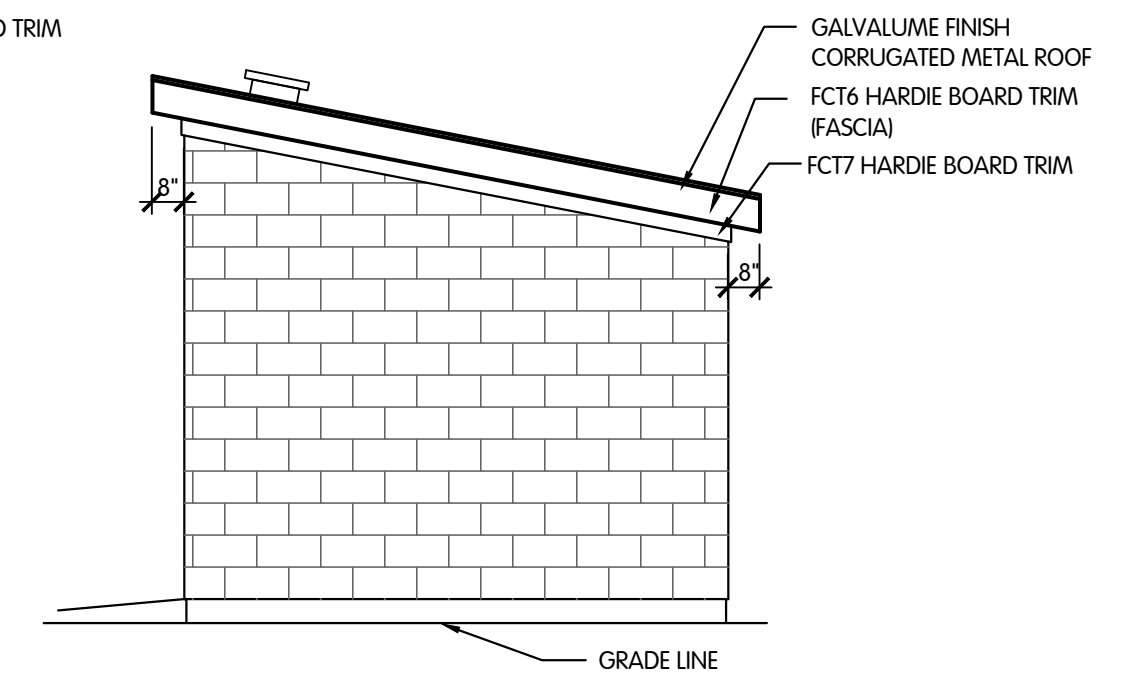 D TRIM
GALVALUME FINISH
CORRUGATED METAL ROOF
FCT6 HARDIE BOARD TRIM
(FASCIA)
FCT7 HARDIE BOARD TRIM
8"
8"
GRADE LINE